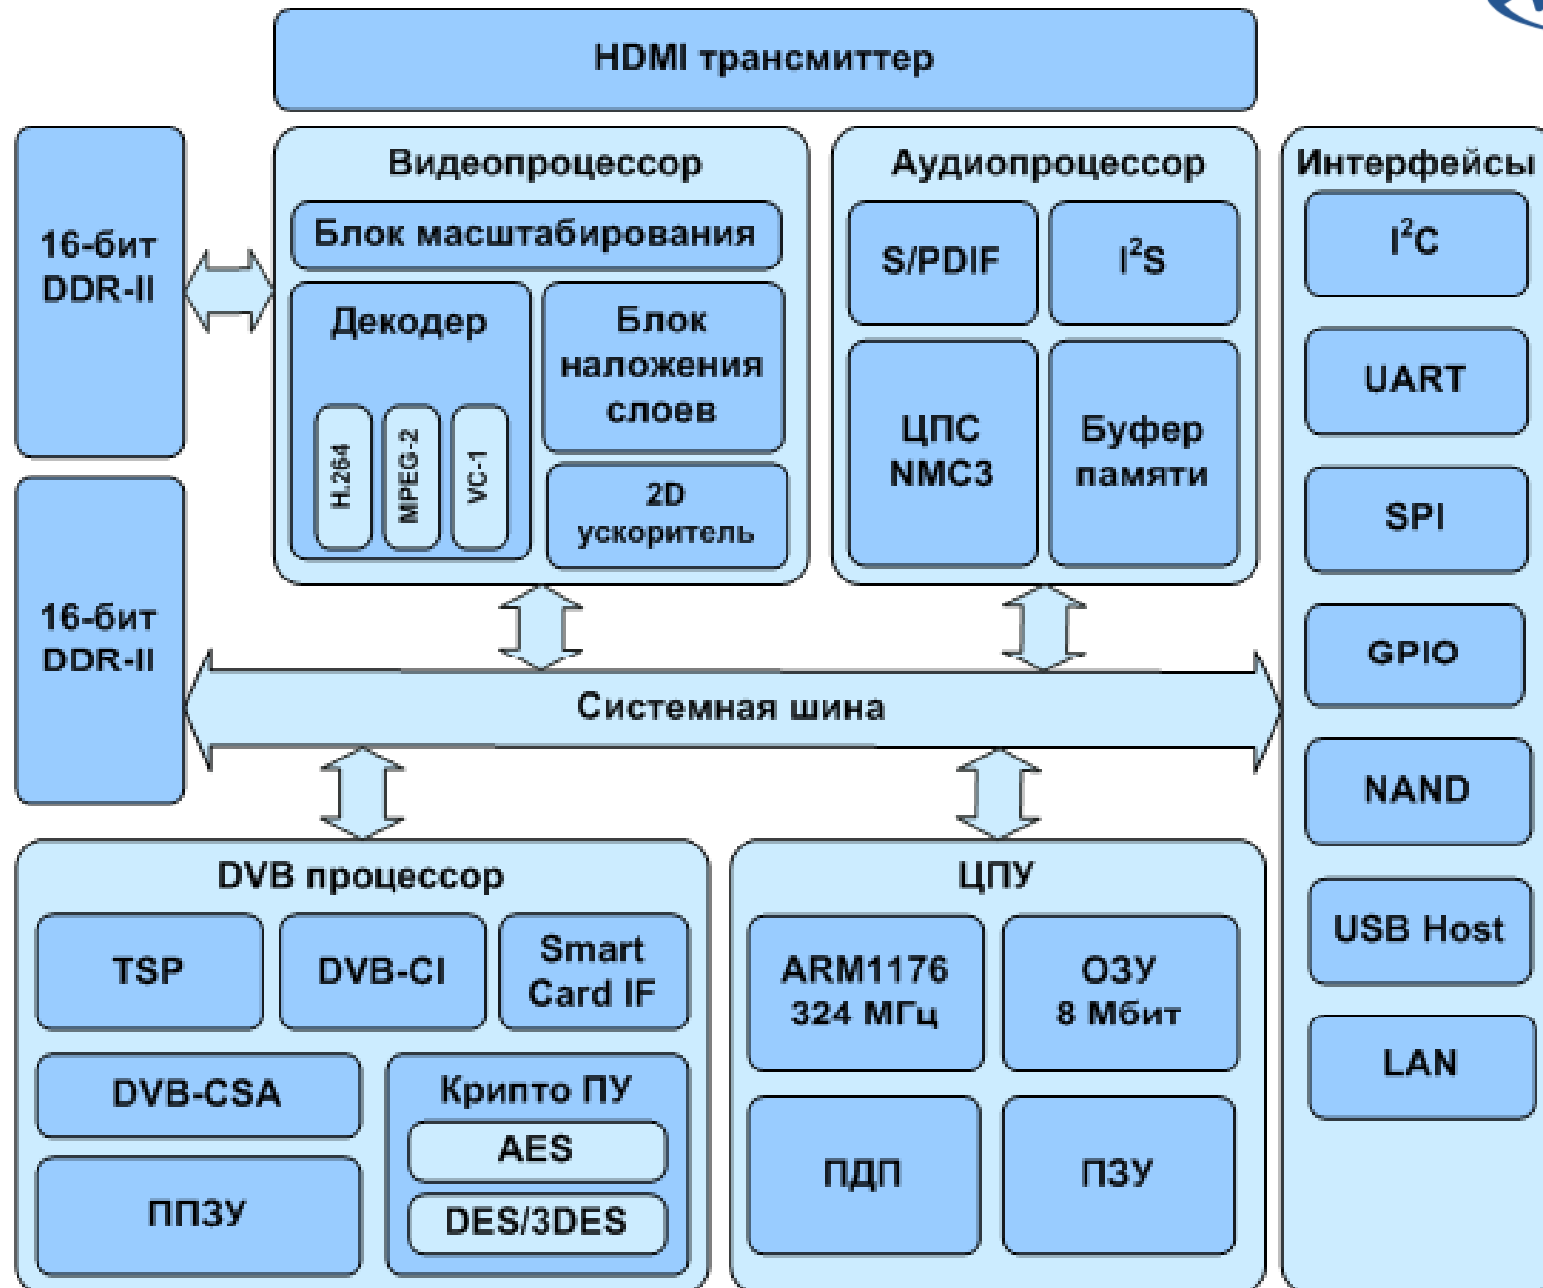 HDMI трансмиттер
16-бит
DDR-II
16-бит
DDR-II
Видеопроцессор
Блок масштабирования
Декодер
H.264
MPEG-2
VC-1
Блок
наложения
слоев
2D
ускоритель
Аудиопроцессор
S/PDIF
I²S
ЦПС
NMC3
Буфер
памяти
Интерфейсы
I²C
UART
SPI
GPIO
NAND
USB Host
LAN
Системная шина
DVB процессор
TSP
DVB-CI
Smart
Card IF
DVB-CSA
Крипто ПУ
AES
DES/3DES
ППЗУ
ЦПУ
ARM1176
324 МГц
ОЗУ
8 Мбит
ПДП
ПЗУ